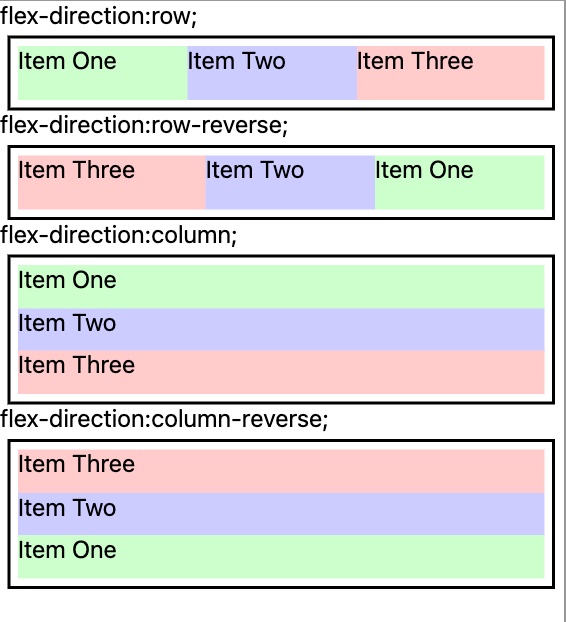 flex-direction:row;
Item One Item Two Item Three
flex-direction:row-reverse;
Item Three Item Two Item One
flex-direction:column;
Item One
Item Two
Item Three
flex-direction:column-reverse;
Item Three
Item Two
Item One